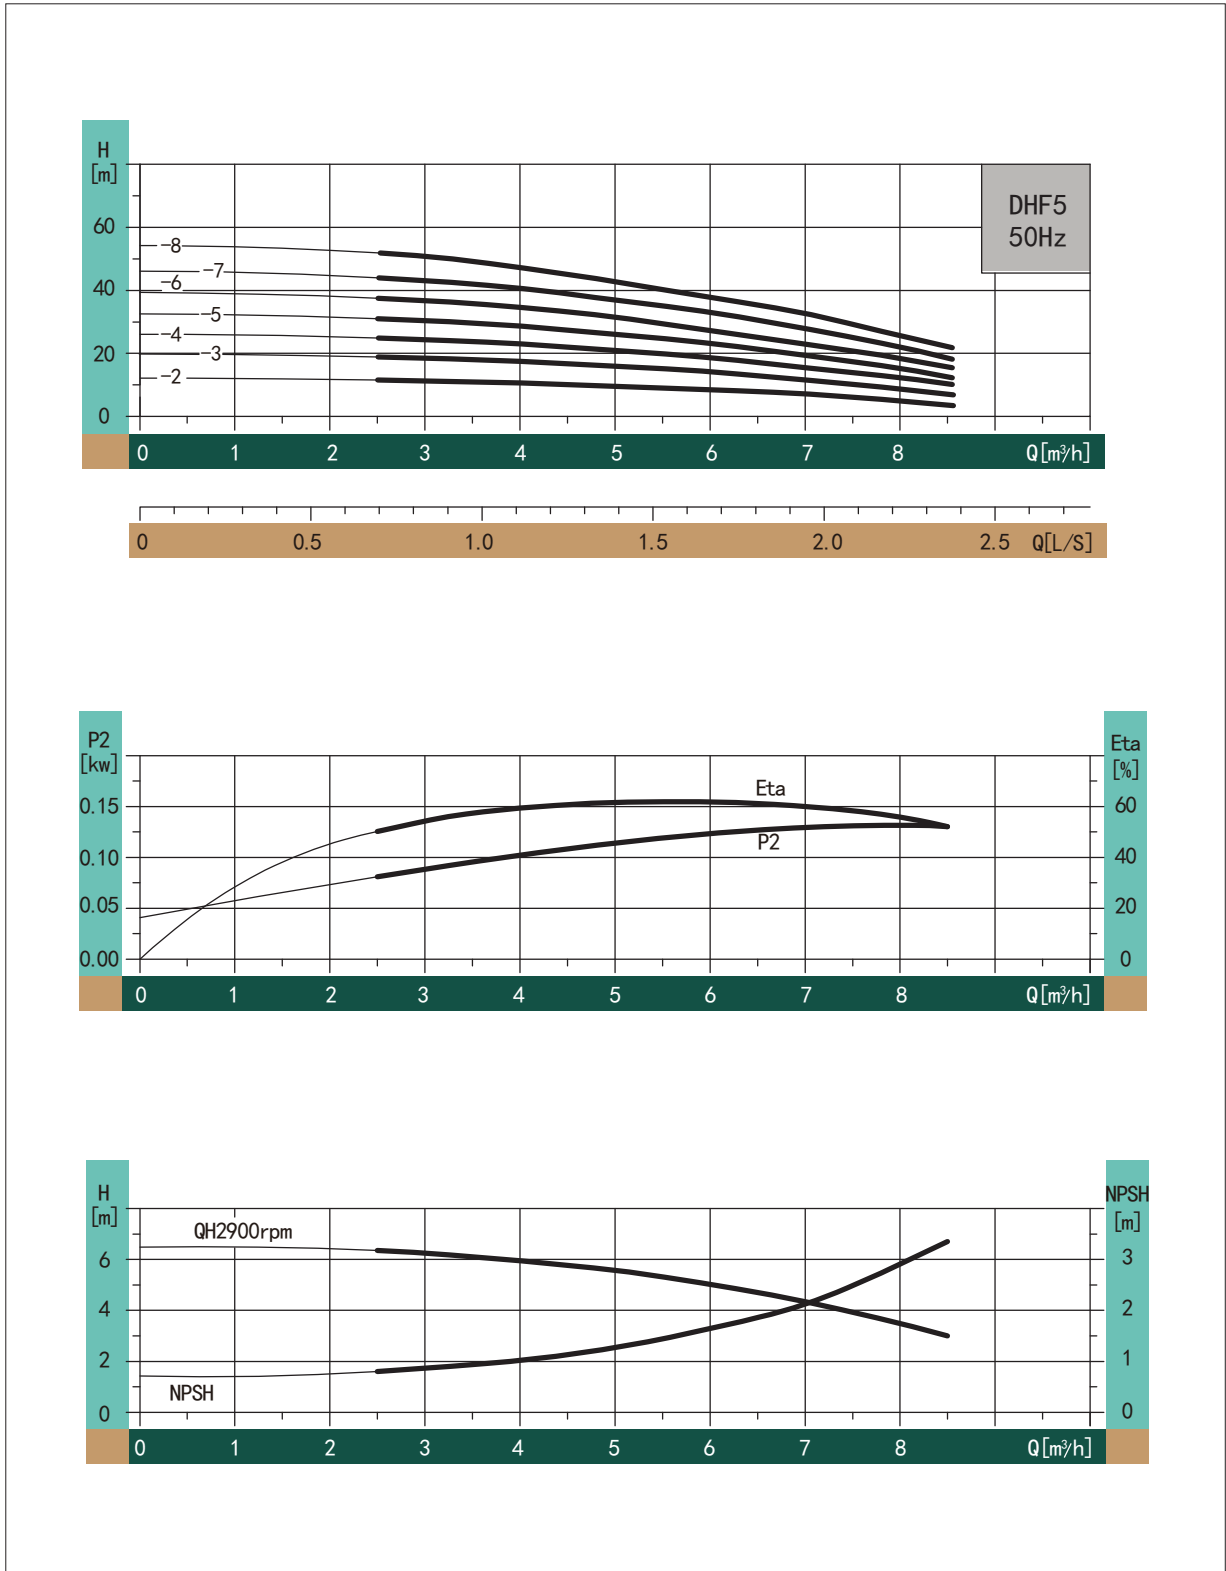 H
[m]
60
40
20
0
-8
-7
-6
-5
-4
-3
-2
DHF5
50Hz
0 1 2 3 4 5 6 7 8 Q[m³/h]
0 0.5 1.0 1.5 2.0 2.5 Q[L/S]
P2
[kw]
0.15
0.10
0.05
0.00
Eta
P2
Eta
[%]
60
40
20
0
0 1 2 3 4 5 6 7 8 Q[m³/h]
H
[m]
6
4
2
0
QH2900rpm
NPSH
NPSH
[m]
3
2
1
0
0 1 2 3 4 5 6 7 8 Q[m³/h]